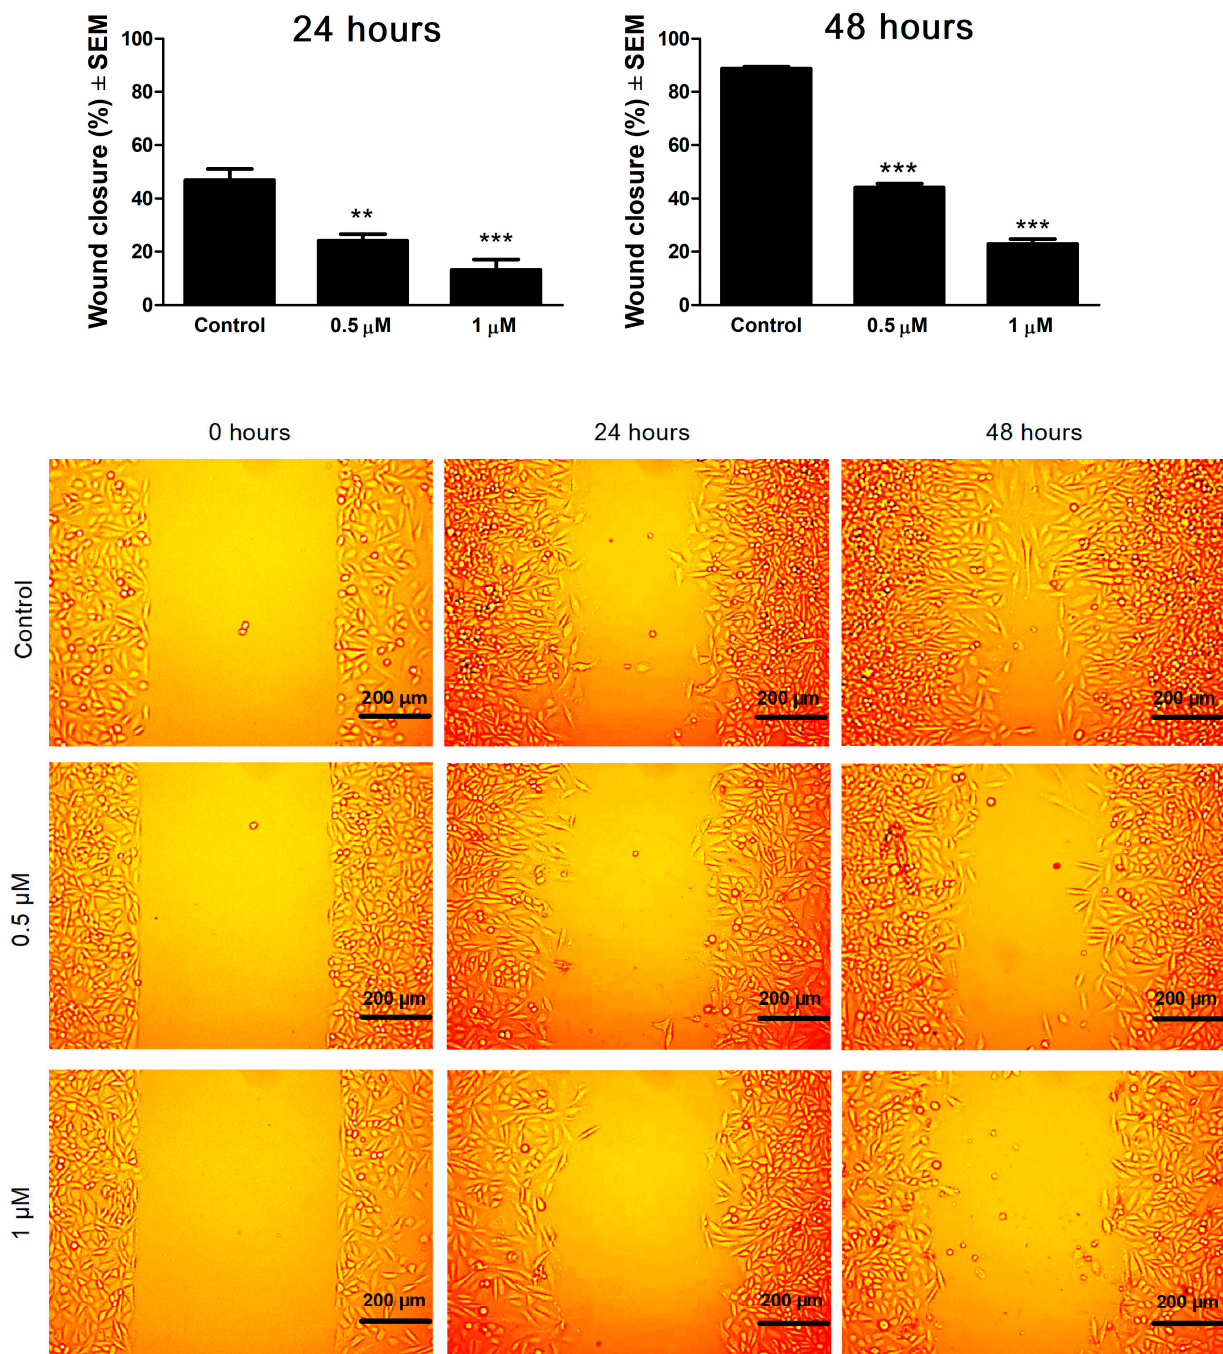 24 hours
48 hours
Wound closure (%) ± SEM
100
80
60
40
20
0
**
***
Control
0.5 μM
1 μM
Wound closure (%) ± SEM
100
80
60
40
20
0
***
***
Control
0.5 μM
1 μM
0 hours
24 hours
48 hours
Control
200 μm
200 μm
200 μm
0.5 μM
200 μm
200 μm
200 μm
1 μM
200 μm
200 μm
200 μm